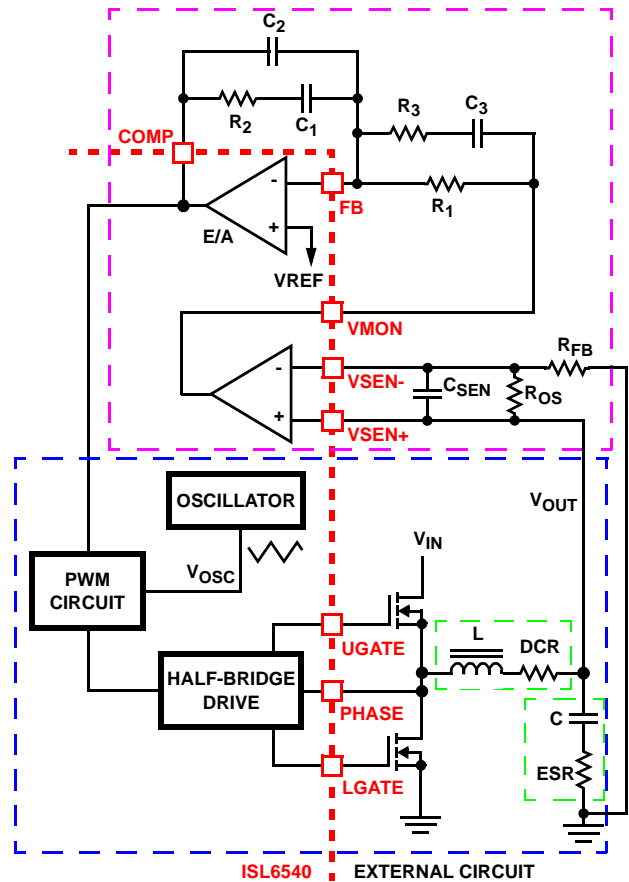 C2
R2
C1
R3
C3
COMP
-
FB
R1
E/A
+
VREF
VMON
RFB
-
VSEN-
CSEN
ROS
+
VSEN+
OSCILLATOR
VOUT
VIN
PWM
CIRCUIT
VOSC
UGATE
L
DCR
HALF-BRIDGE
DRIVE
PHASE
C
ESR
LGATE
ISL6540
EXTERNAL CIRCUIT